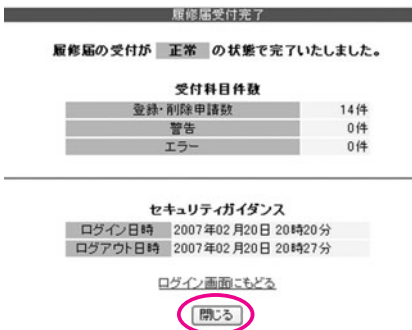 履修届受付完了
履修届の受付が 正常 の状態で完了いたしました。
受付科目件数
登録・削除申請数 14件
警告 0件
エラー 0件
セキュリティガイダンス
ログイン日時 2007年02月20日 20時20分
ログアウト日時 2007年02月20日 20時27分
ログイン画面にもどる
閉じる